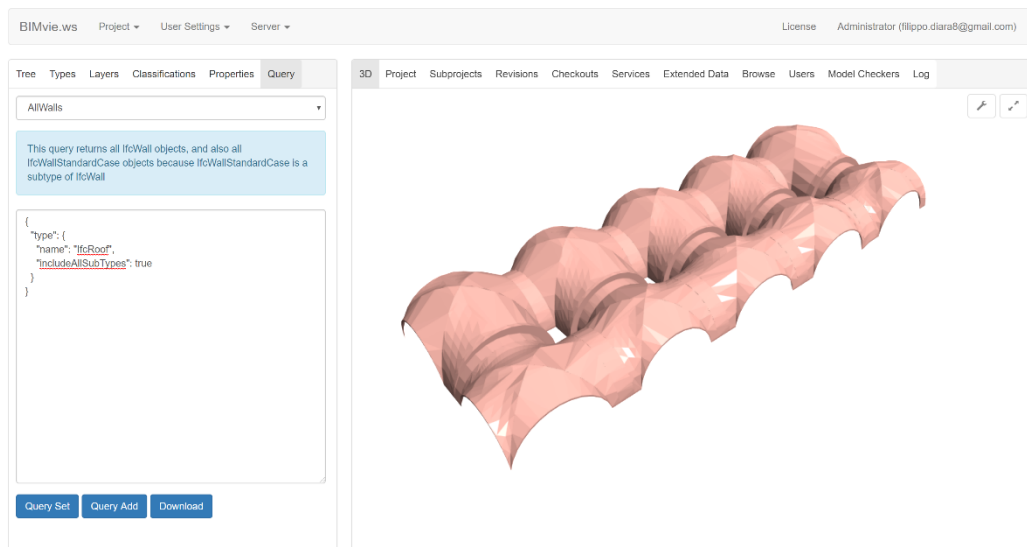 BIMvie.ws Project User Settings Server License Administrator (filippo.diara8@gmail.com)
Tree Types Layers Classifications Properties Query
3D Project Subprojects Revisions Checkouts Services Extended Data Browse Users Model Checkers Log
AllWalls
This query returns all IfcWall objects, and also all
IfcWallStandardCase objects because IfcWallStandardCase is a
subtype of IfcWall
{
"type": {
"name": "IfcRoof",
"includeAllSubTypes": true
}
}
Query Set Query Add Download